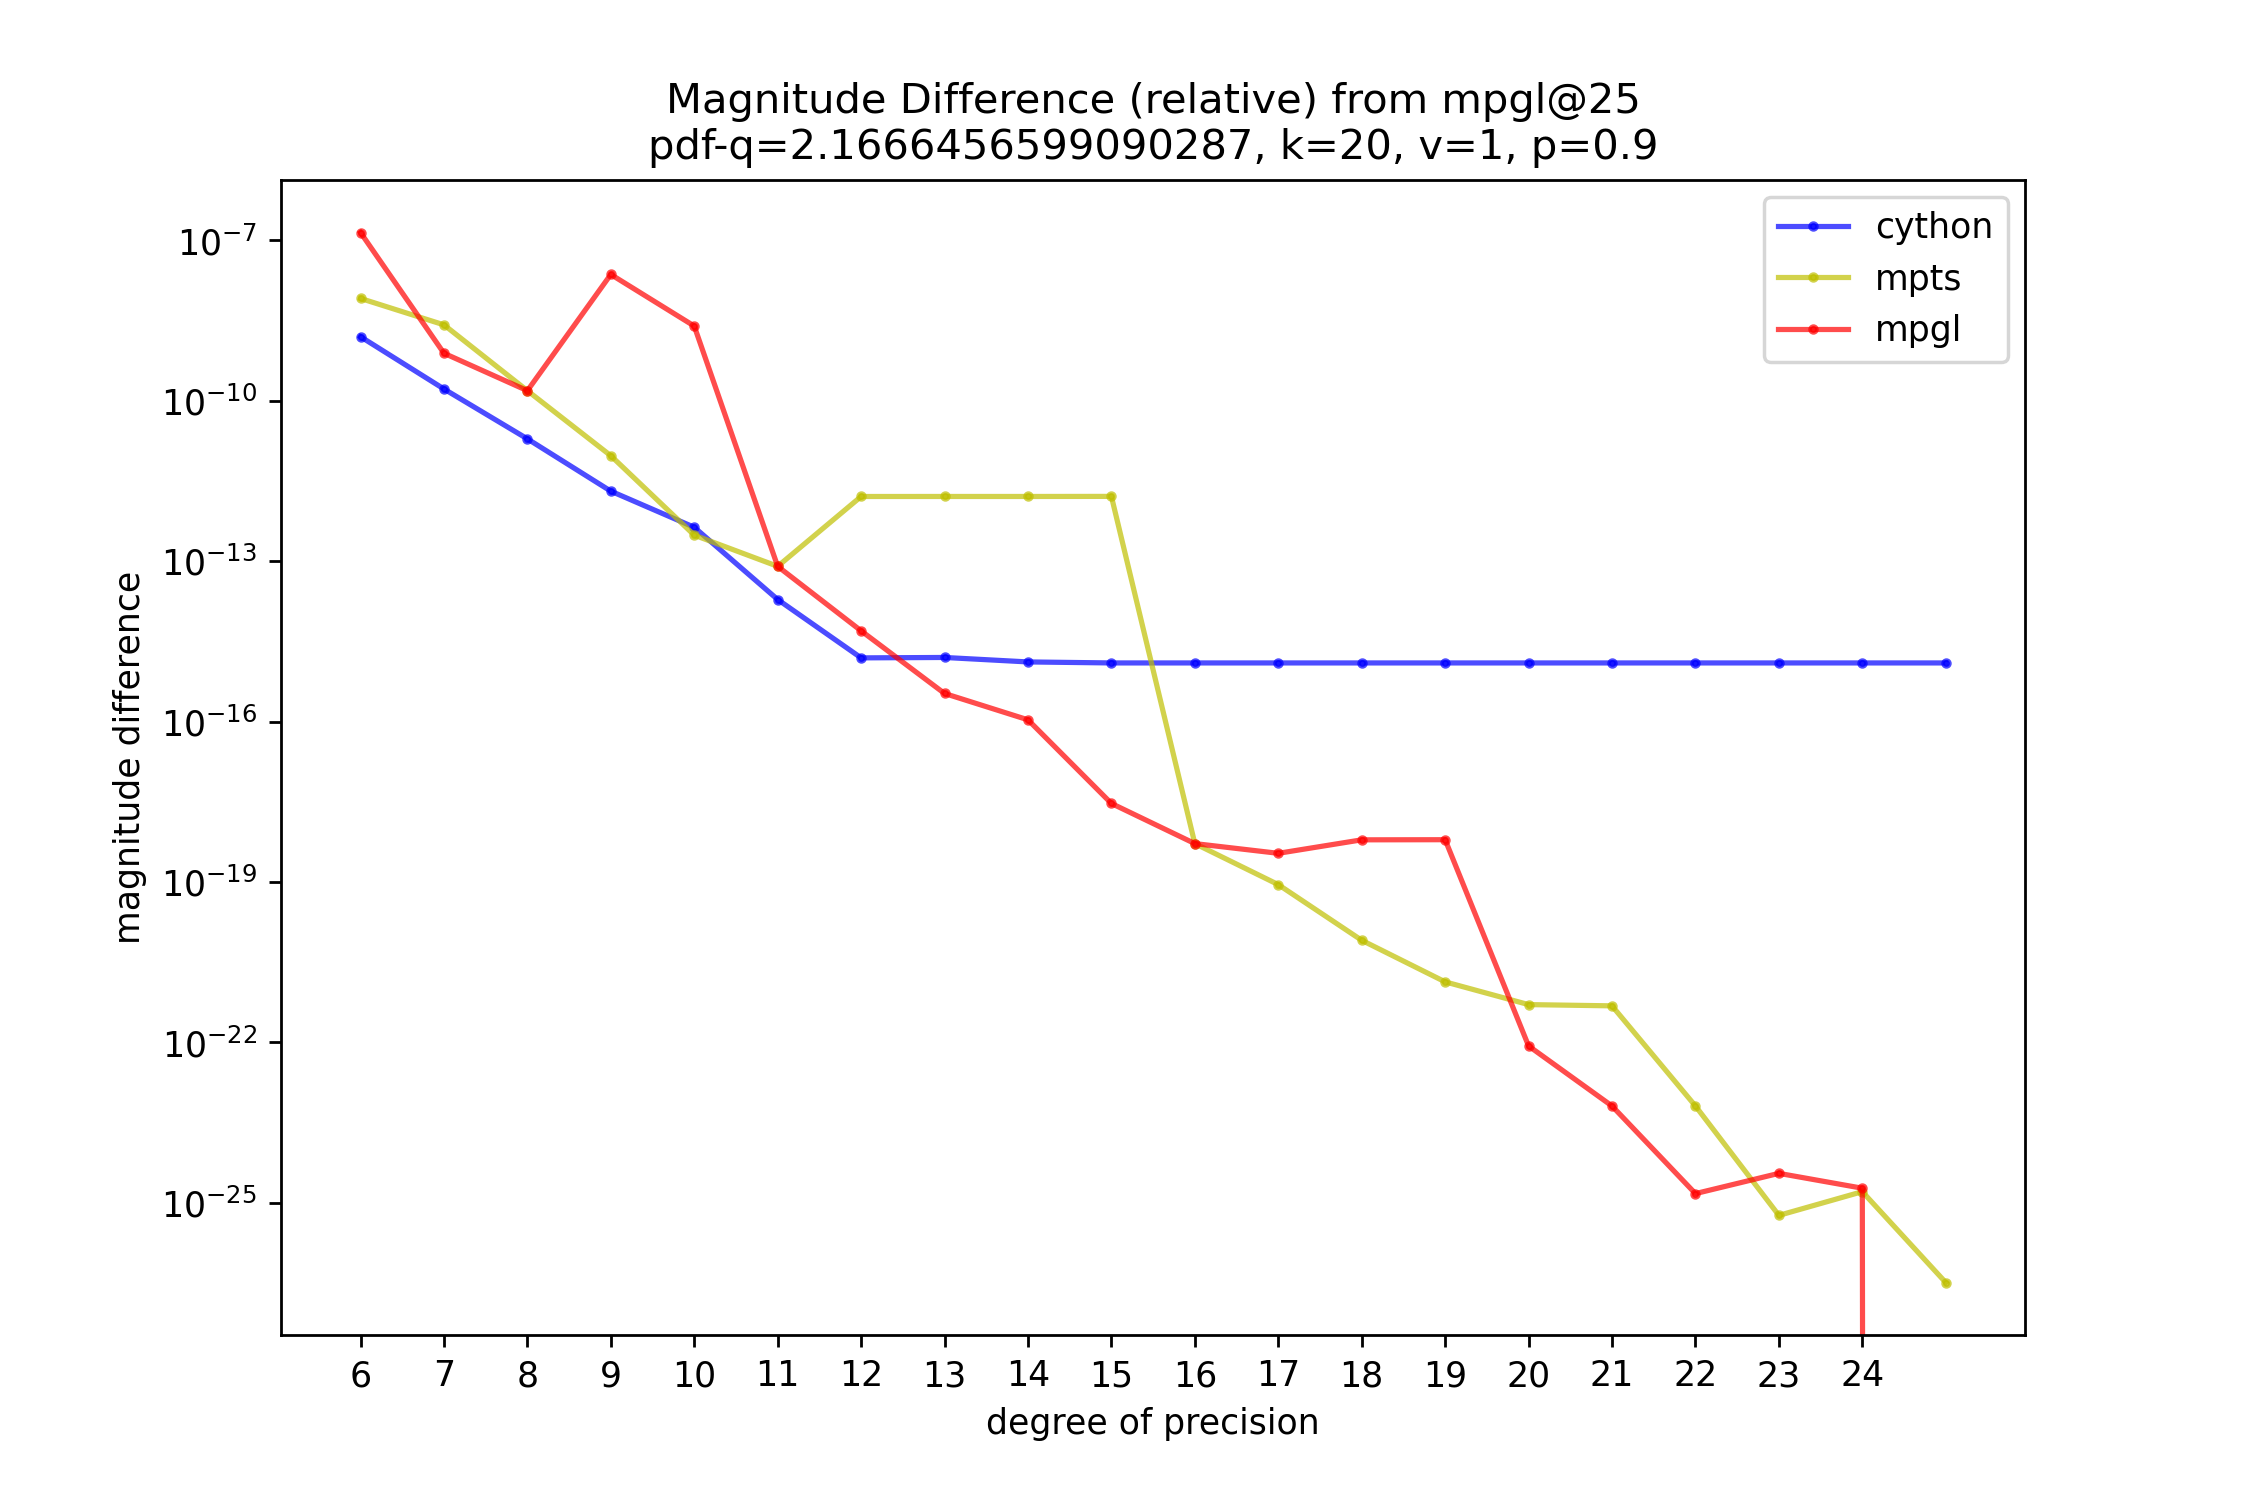 Magnitude Difference (relative) from mpgl@25
pdf-q=2.1666456599090287, k=20, v=1, p=0.9
cython
mpts
mpgl
magnitude difference
10⁻⁷
10⁻¹⁰
10⁻¹³
10⁻¹⁶
10⁻¹⁹
10⁻²²
10⁻²⁵
6 7 8 9 10 11 12 13 14 15 16 17 18 19 20 21 22 23 24
degree of precision